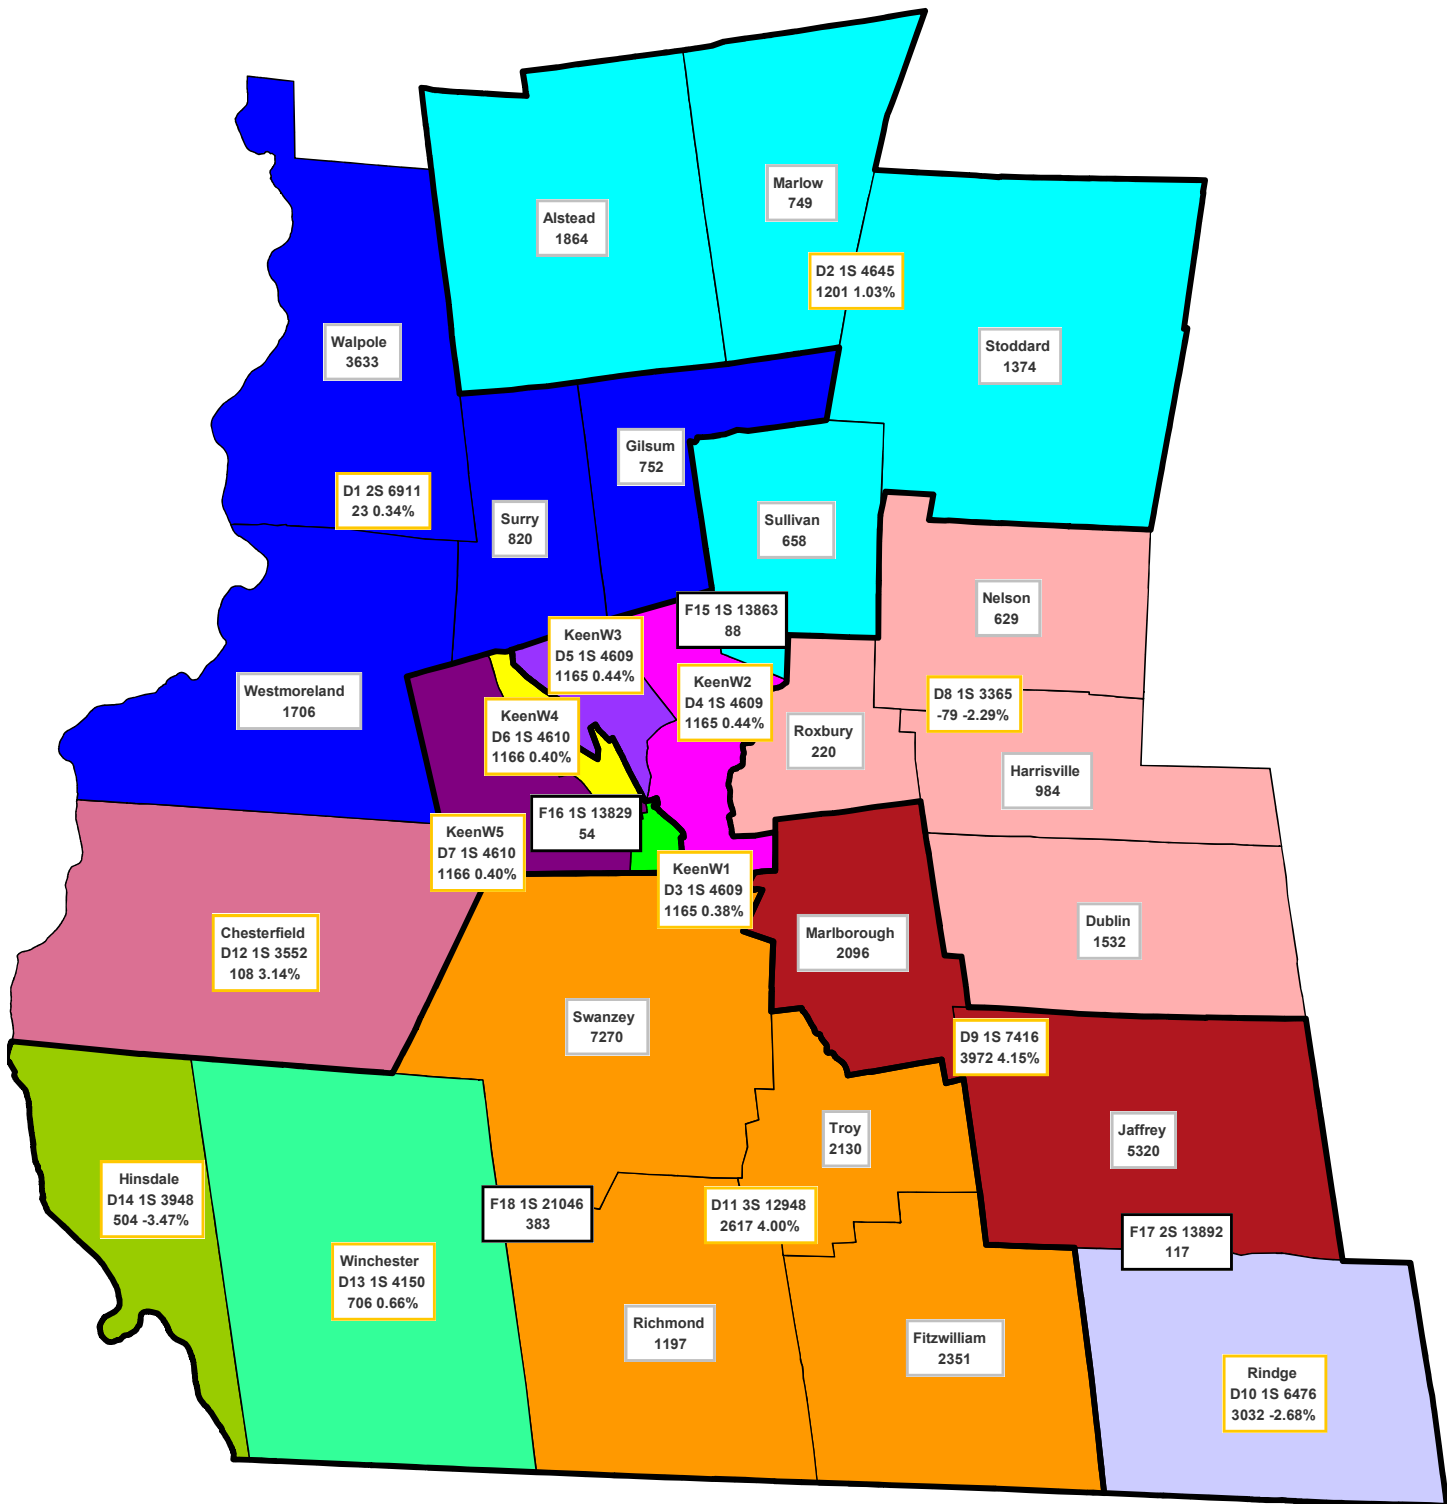 Marlow
749
Alstead
1864
D2 1S 4645
1201 1.03%
Walpole
3633
Stoddard
1374
Gilsum
752
D1 2S 6911
23 0.34%
Surry
820
Sullivan
658
Nelson
629
F15 1S 13863
88
KeenW3
D5 1S 4609
1165 0.44%
KeenW2
D4 1S 4609
1165 0.44%
Westmoreland
1706
D8 1S 3365
-79 -2.29%
KeenW4
D6 1S 4610
1166 0.40%
Roxbury
220
Harrisville
984
F16 1S 13829
54
KeenW5
D7 1S 4610
1166 0.40%
KeenW1
D3 1S 4609
1165 0.38%
Chesterfield
D12 1S 3552
108 3.14%
Marlborough
2096
Dublin
1532
Swanzey
7270
D9 1S 7416
3972 4.15%
Troy
2130
Jaffrey
5320
Hinsdale
D14 1S 3948
504 -3.47%
F18 1S 21046
383
D11 3S 12948
2617 4.00%
F17 2S 13892
117
Winchester
D13 1S 4150
706 0.66%
Richmond
1197
Fitzwilliam
2351
Rindge
D10 1S 6476
3032 -2.68%